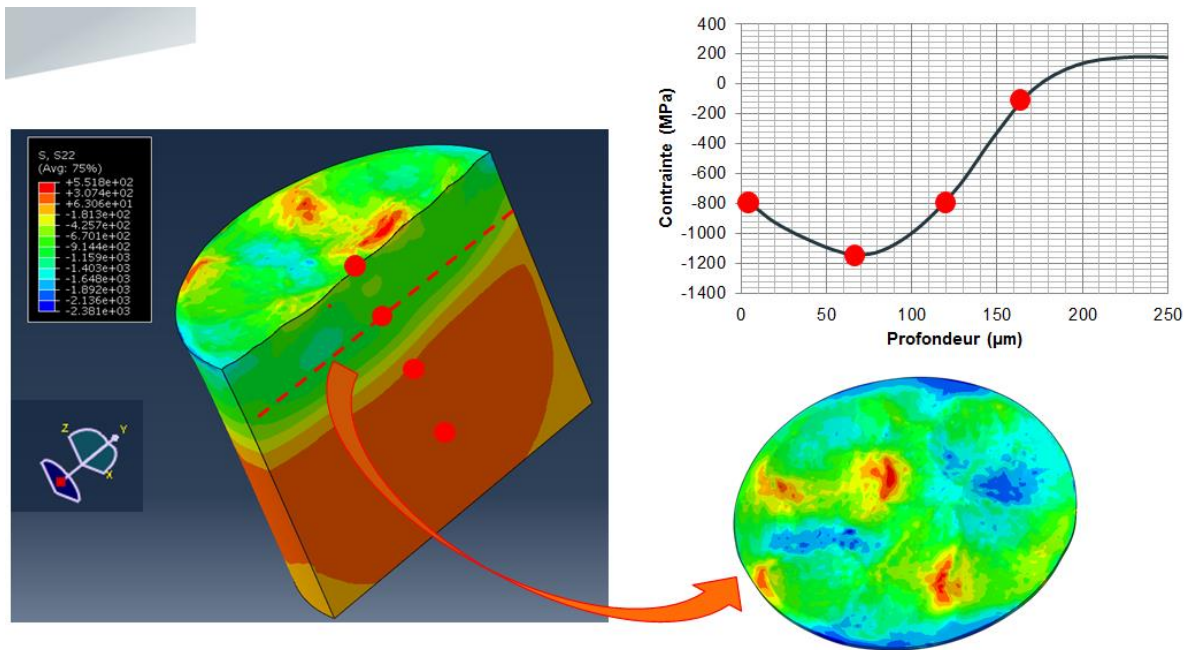 S, S22
(Avg: 75%)
+5.518e+02
+3.074e+02
+6.306e+01
-1.813e+02
-4.257e+02
-6.701e+02
-9.144e+02
-1.159e+03
-1.403e+03
-1.648e+03
-1.892e+03
-2.136e+03
-2.381e+03
Z
Y
X
Contrainte (MPa)
400
200
0
-200
-400
-600
-800
-1000
-1200
-1400
0 50 100 150 200 250
Profondeur (µm)